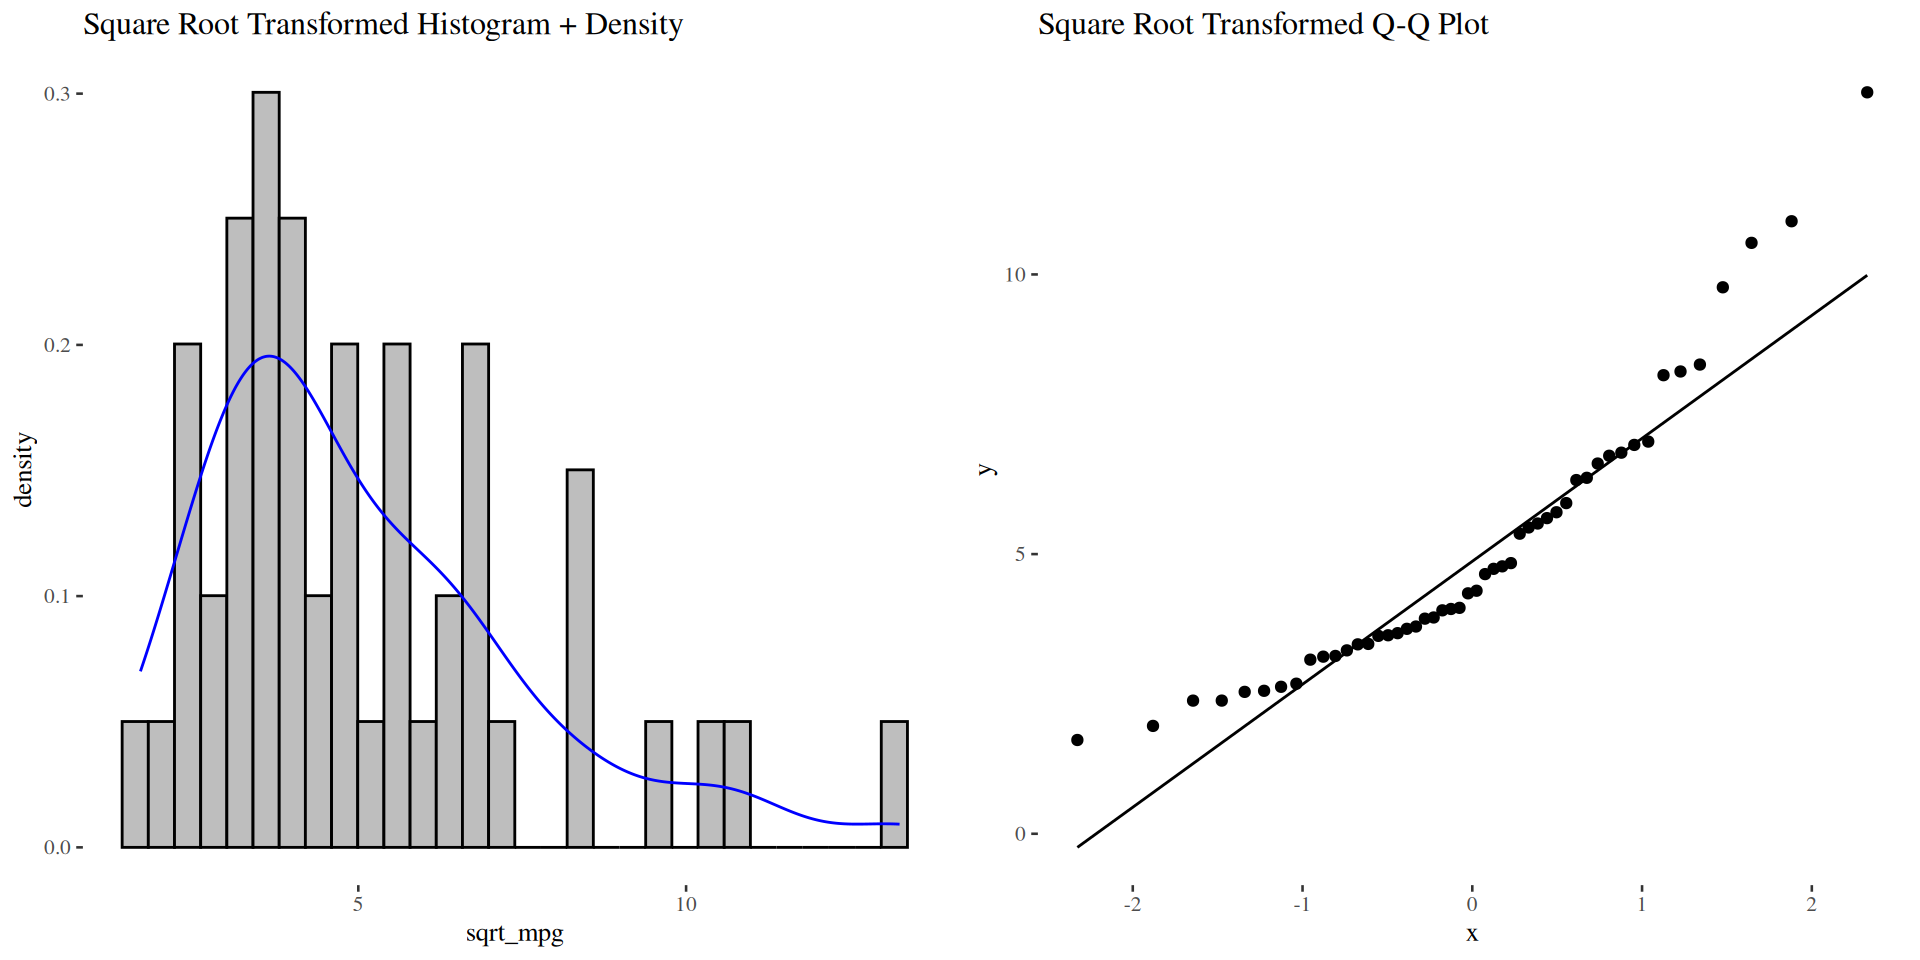 Square Root Transformed Histogram + Density
0.3
0.2
0.1
0.0
density
5
10
sqrt_mpg
Square Root Transformed Q-Q Plot
10
5
0
y
-2
-1
0
1
2
x